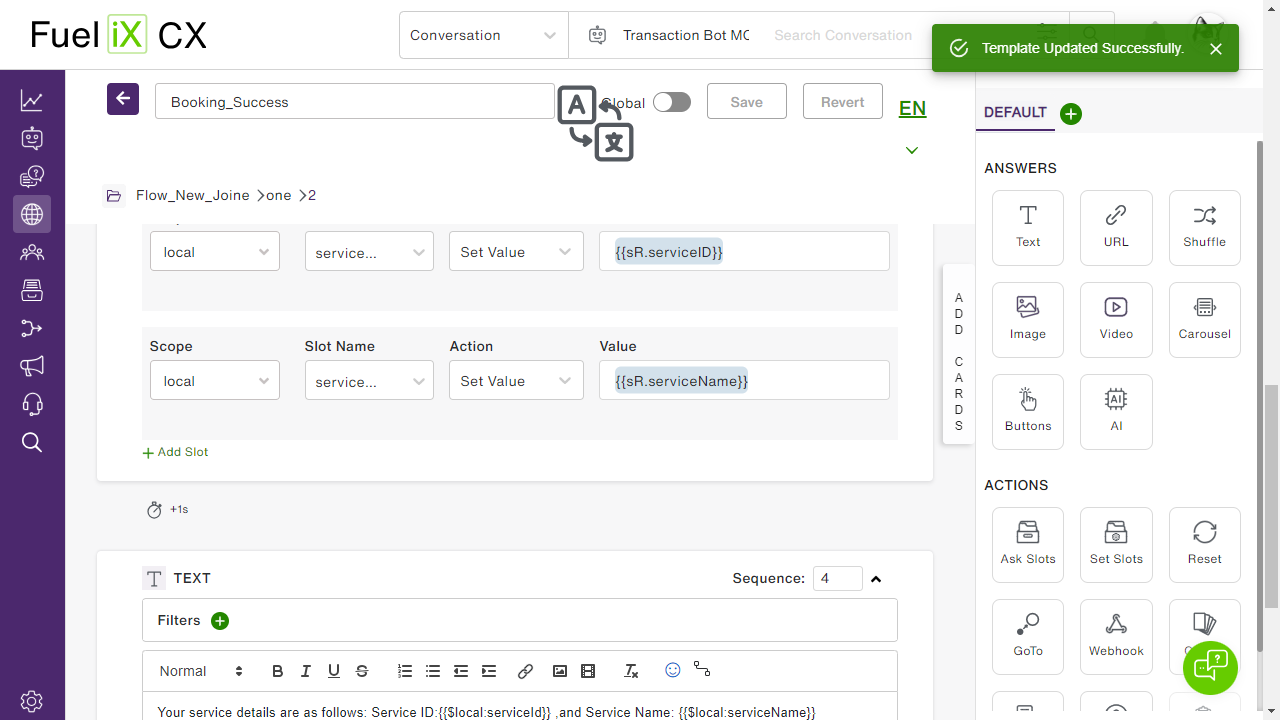 Fuel iX CX
Conversation
Transaction Bot MC
Search Conversation
Template Updated Successfully.
Booking_Success
Global
Save
Revert
EN
Flow_New_Joine
one
2
local
service...
Set Value
{{sR.serviceID}}
Scope
Slot Name
Action
Value
local
service...
Set Value
{{sR.serviceName}}
Add Slot
+1s
TEXT
Sequence:
4
Filters
Normal
Your service details are as follows: Service ID:{{$local:serviceId}} ,and Service Name: {{$local:serviceName}}
ADD CARDS
DEFAULT
ANSWERS
Text
URL
Shuffle
Image
Video
Carousel
Buttons
AI
ACTIONS
Ask Slots
Set Slots
Reset
GoTo
Webhook